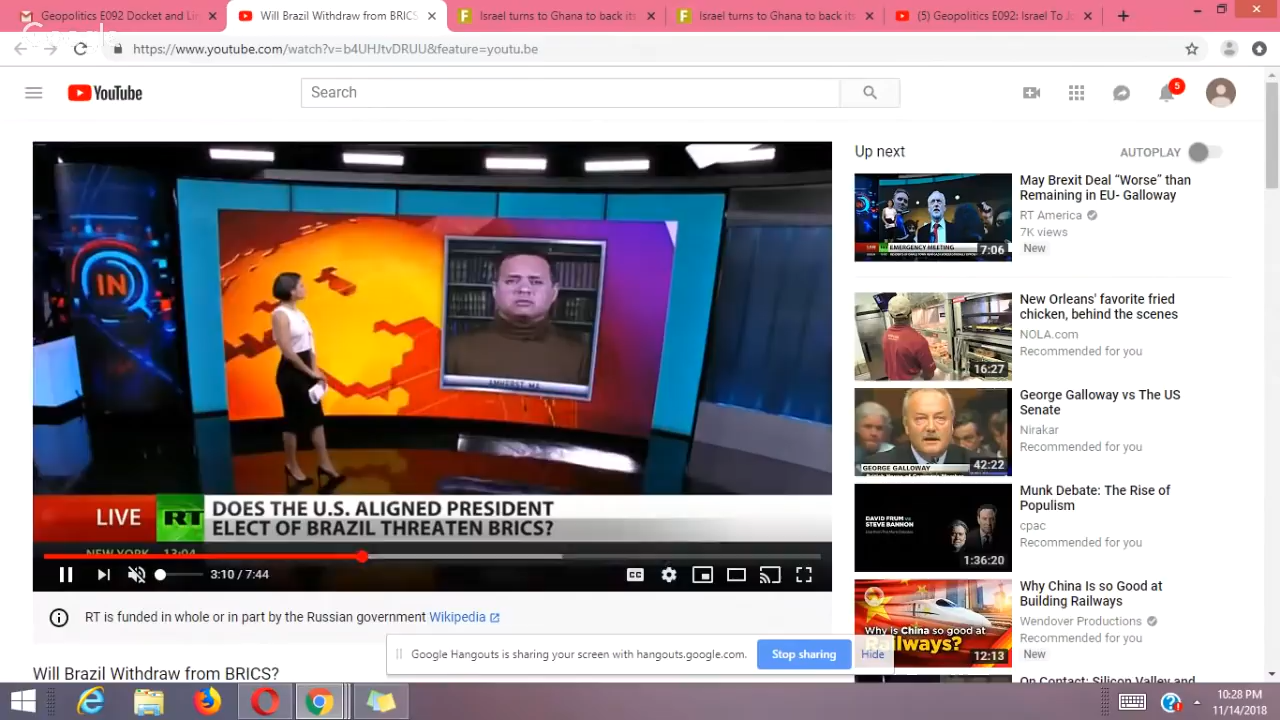 Geopolitics E092 Docket and Lin
Will Brazil Withdraw from BRICS
Israel turns to Ghana to back its
Israel turns to Ghana to back its
(5) Geopolitics E092: Israel To J
https://www.youtube.com/watch?v=b4UHJtvDRUU&feature=youtu.be
YouTube
Search
5
Up next
AUTOPLAY
IN
AMHERST, MA
LIVE
RT
DOES THE U.S. ALIGNED PRESIDENT
ELECT OF BRAZIL THREATEN BRICS?
NEW YORK 13:04
3:10 / 7:44
CC
RT is funded in whole or in part by the Russian government Wikipedia
Will Brazil Withdraw from BRICS?
EMERGENCY MEETING
7:06
May Brexit Deal “Worse” than
Remaining in EU- Galloway
RT America
7K views
New
16:27
New Orleans' favorite fried
chicken, behind the scenes
NOLA.com
Recommended for you
GEORGE GALLOWAY
42:22
George Galloway vs The US
Senate
Nirakar
Recommended for you
DAVID FRUM vs
STEVE BANNON
1:36:20
Munk Debate: The Rise of
Populism
cpac
Recommended for you
Why is China so good at
Railways?
12:13
Why China Is so Good at
Building Railways
Wendover Productions
Recommended for you
New
On Contact: Silicon Valley and
Google Hangouts is sharing your screen with hangouts.google.com.
Stop sharing
Hide
10:28 PM
11/14/2018